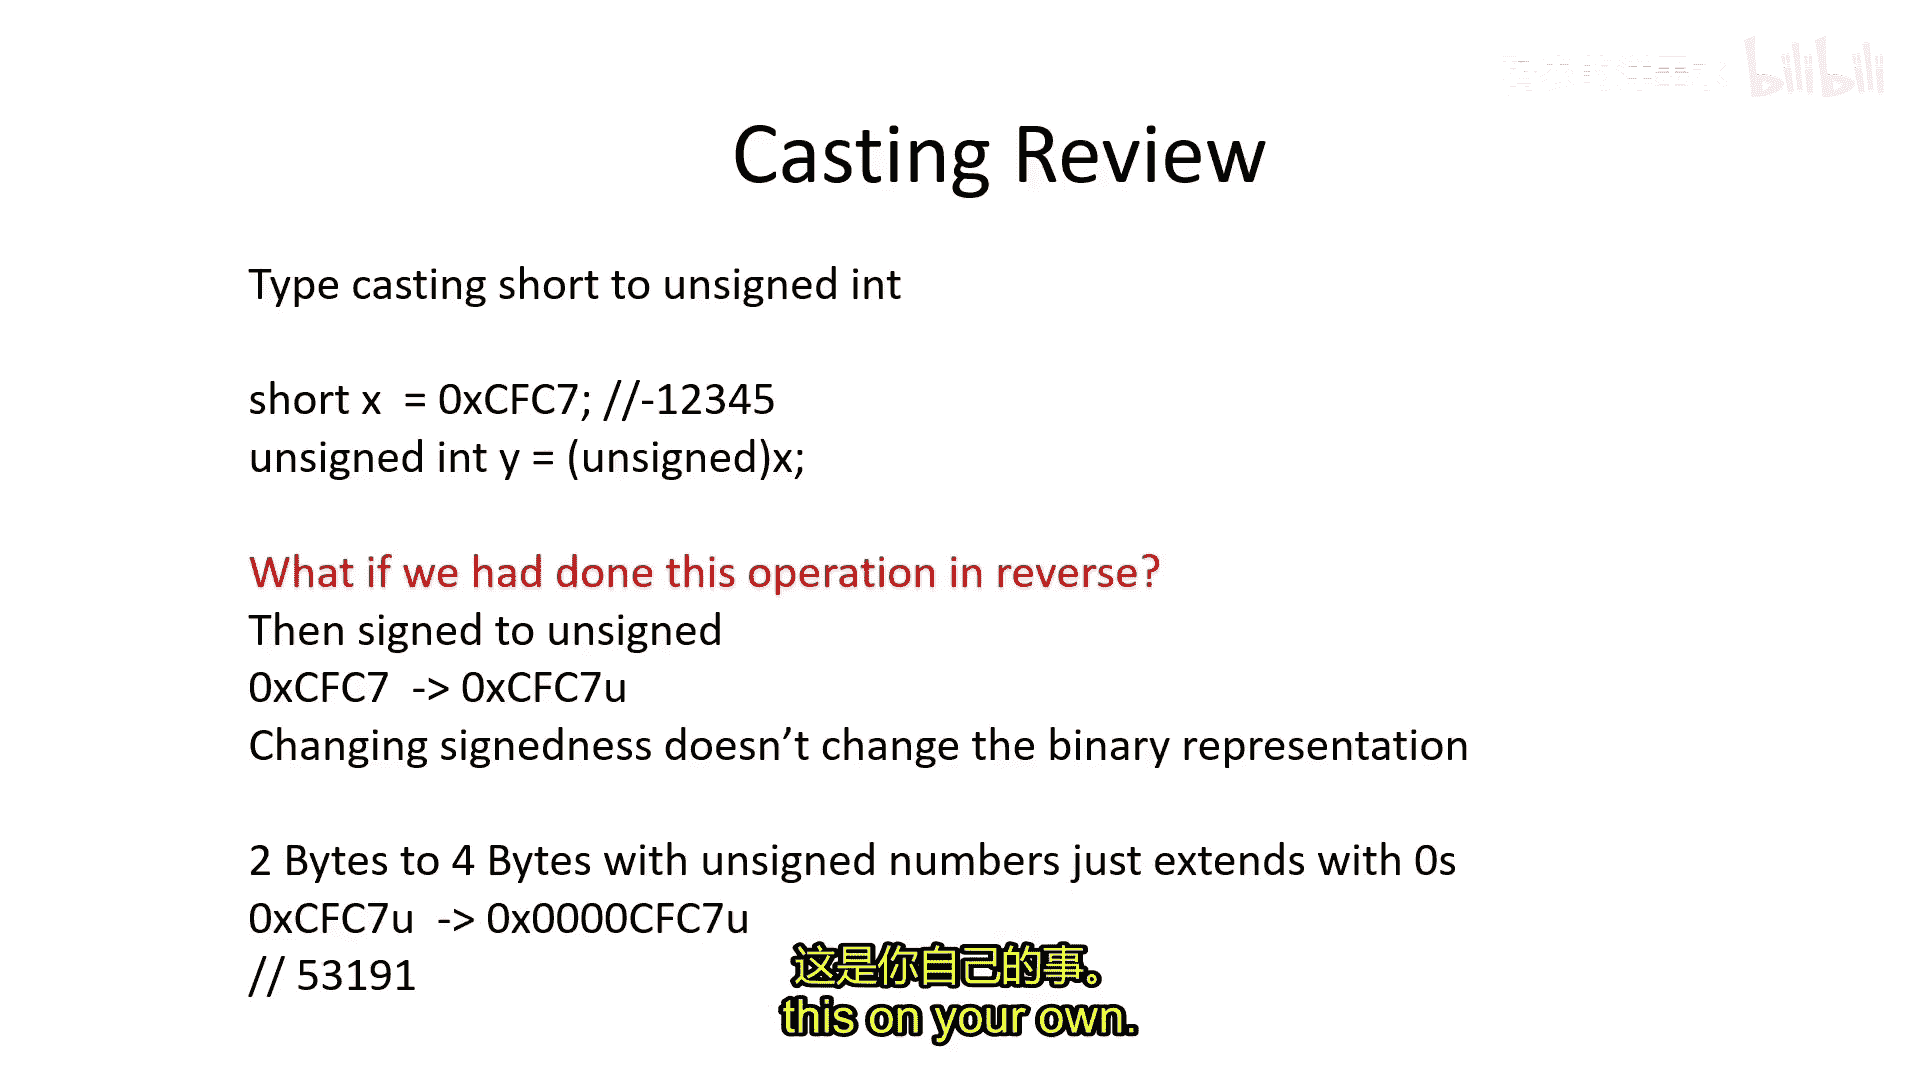 bilibili
Casting Review
Type casting short to unsigned int
short x  = 0xCFC7; //-12345
unsigned int y = (unsigned)x;
What if we had done this operation in reverse?
Then signed to unsigned
0xCFC7  -> 0xCFC7u
Changing signedness doesn’t change the binary representation
2 Bytes to 4 Bytes with unsigned numbers just extends with 0s
0xCFC7u  -> 0x0000CFC7u
// 53191
这是你自己的事。
this on your own.